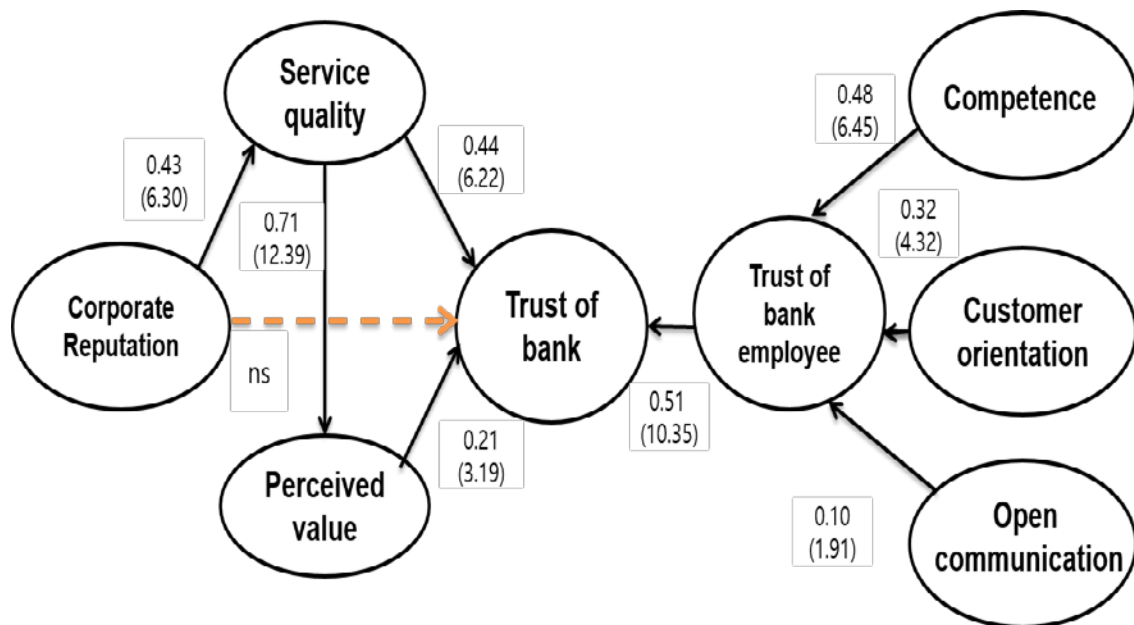 Service
quality
0.43
(6.30)
0.44
(6.22)
0.71
(12.39)
Corporate
Reputation
ns
Trust of
bank
0.21
(3.19)
Perceived
value
0.51
(10.35)
Trust of
bank
employee
0.48
(6.45)
Competence
0.32
(4.32)
Customer
orientation
0.10
(1.91)
Open
communication